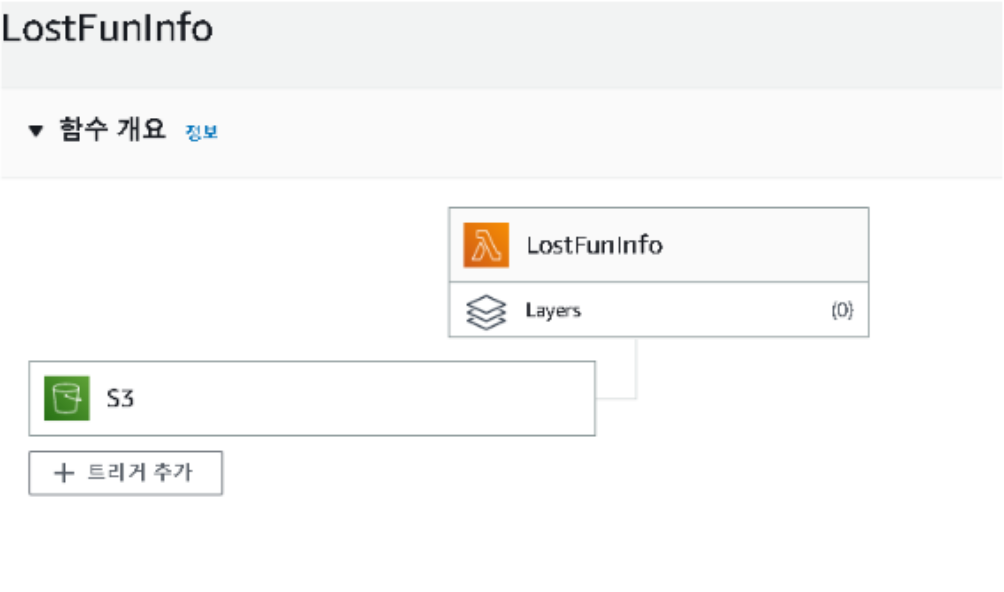 LostFunInfo
▼ 함수 개요 정보
LostFunInfo
Layers (0)
S3
+ 트리거 추가